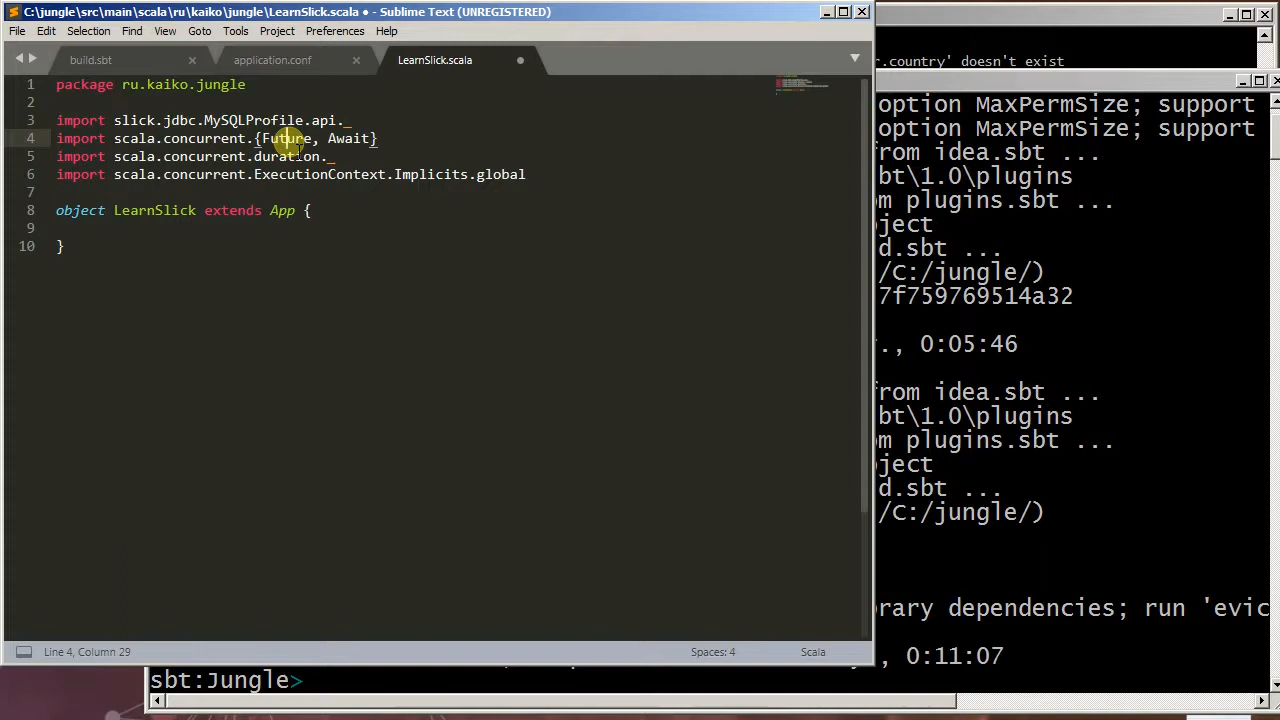 C:\jungle\src\main\scala\ru\kaiko\jungle\LearnSlick.scala • - Sublime Text (UNREGISTERED)
File Edit Selection Find View Goto Tools Project Preferences Help
build.sbt application.conf LearnSlick.scala
1 package ru.kaiko.jungle
2
3 import slick.jdbc.MySQLProfile.api._
4 import scala.concurrent.{Future, Await}
5 import scala.concurrent.duration._
6 import scala.concurrent.ExecutionContext.Implicits.global
7
8 object LearnSlick extends App {
9
10 }
Line 4, Column 29 Spaces: 4 Scala
r.country' doesn't exist
option MaxPermSize; support
option MaxPermSize; support
from idea.sbt ...
bt\1.0\plugins
om plugins.sbt ...
oject
d.sbt ...
/C:/jungle/)
7f759769514a32
., 0:05:46
from idea.sbt ...
bt\1.0\plugins
om plugins.sbt ...
oject
d.sbt ...
/C:/jungle/)
rary dependencies; run 'evic
, 0:11:07
sbt:Jungle>